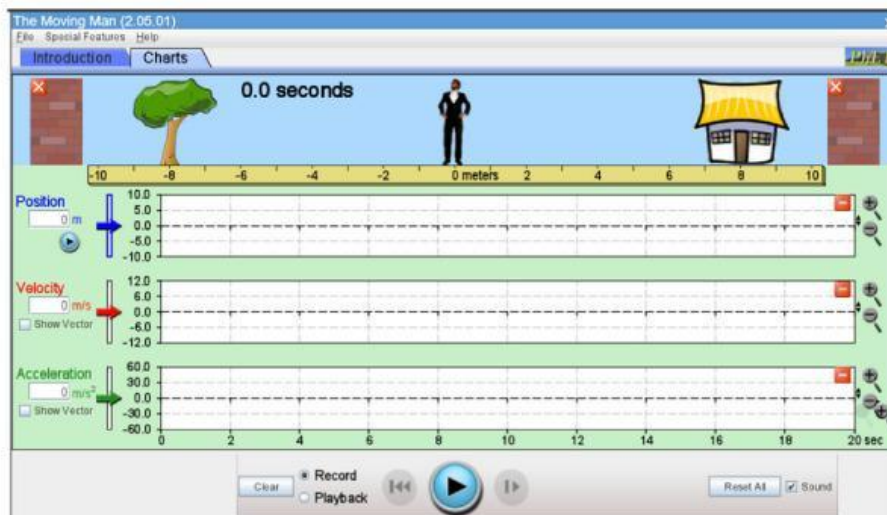 The Moving Man (2.05.01)
File Special Features Help
Introduction Charts
0.0 seconds
-10 -8 -6 -4 -2 0 meters 2 4 6 8 10
Position
0 m
10.0
5.0
0.0
-5.0
-10.0
Velocity
0 m/s
Show Vector
12.0
6.0
0.0
-6.0
-12.0
Acceleration
0 m/s²
Show Vector
60.0
30.0
0.0
-30.0
-60.0
0 2 4 6 8 10 12 14 16 18 20 sec
Clear
Record
Playback
Reset All
Sound